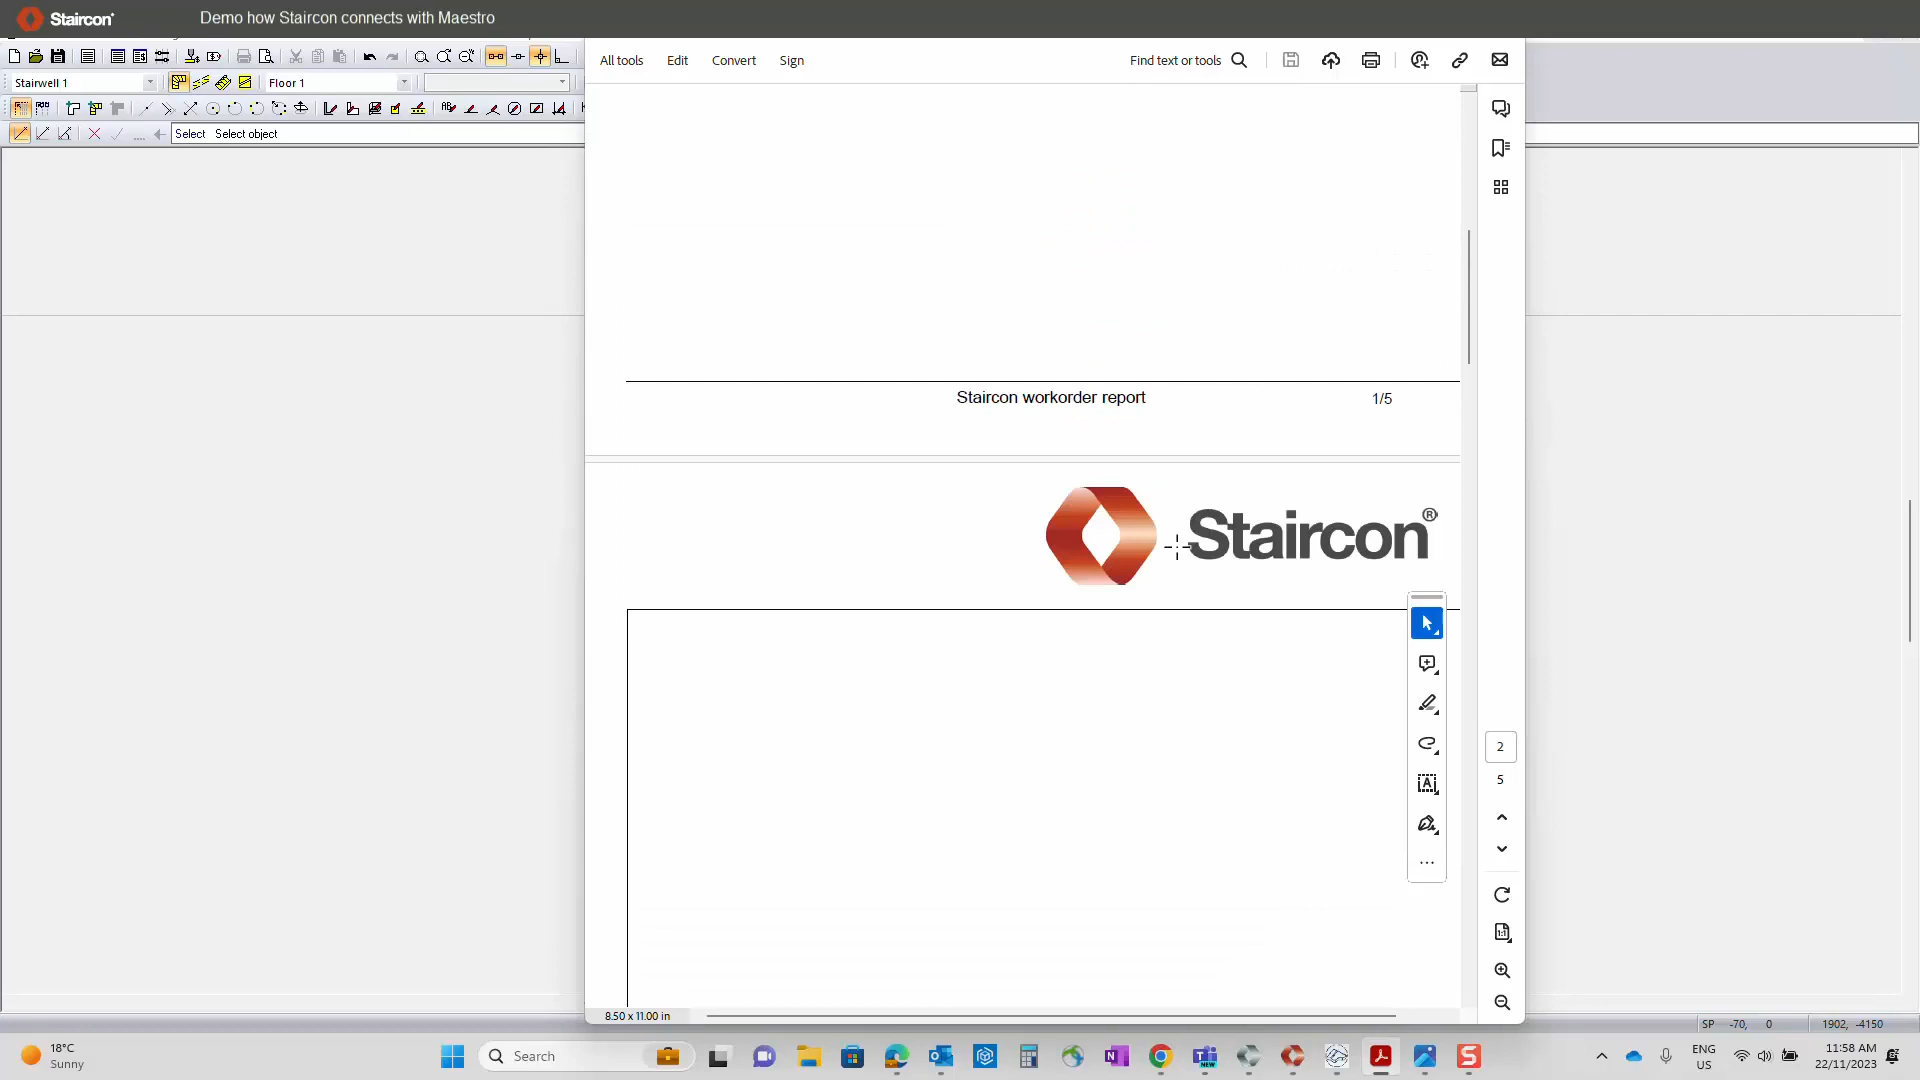 Staircon® Demo how Staircon connects with Maestro
All tools Edit Convert Sign Find text or tools
Stairwell 1 Floor 1
Select Select object
Staircon workorder report 1/5
Staircon®
2
5
8.50 x 11.00 in
SP -70, 0 1902, -4150
18°C
Sunny
Search
ENG
US
11:58 AM
22/11/2023